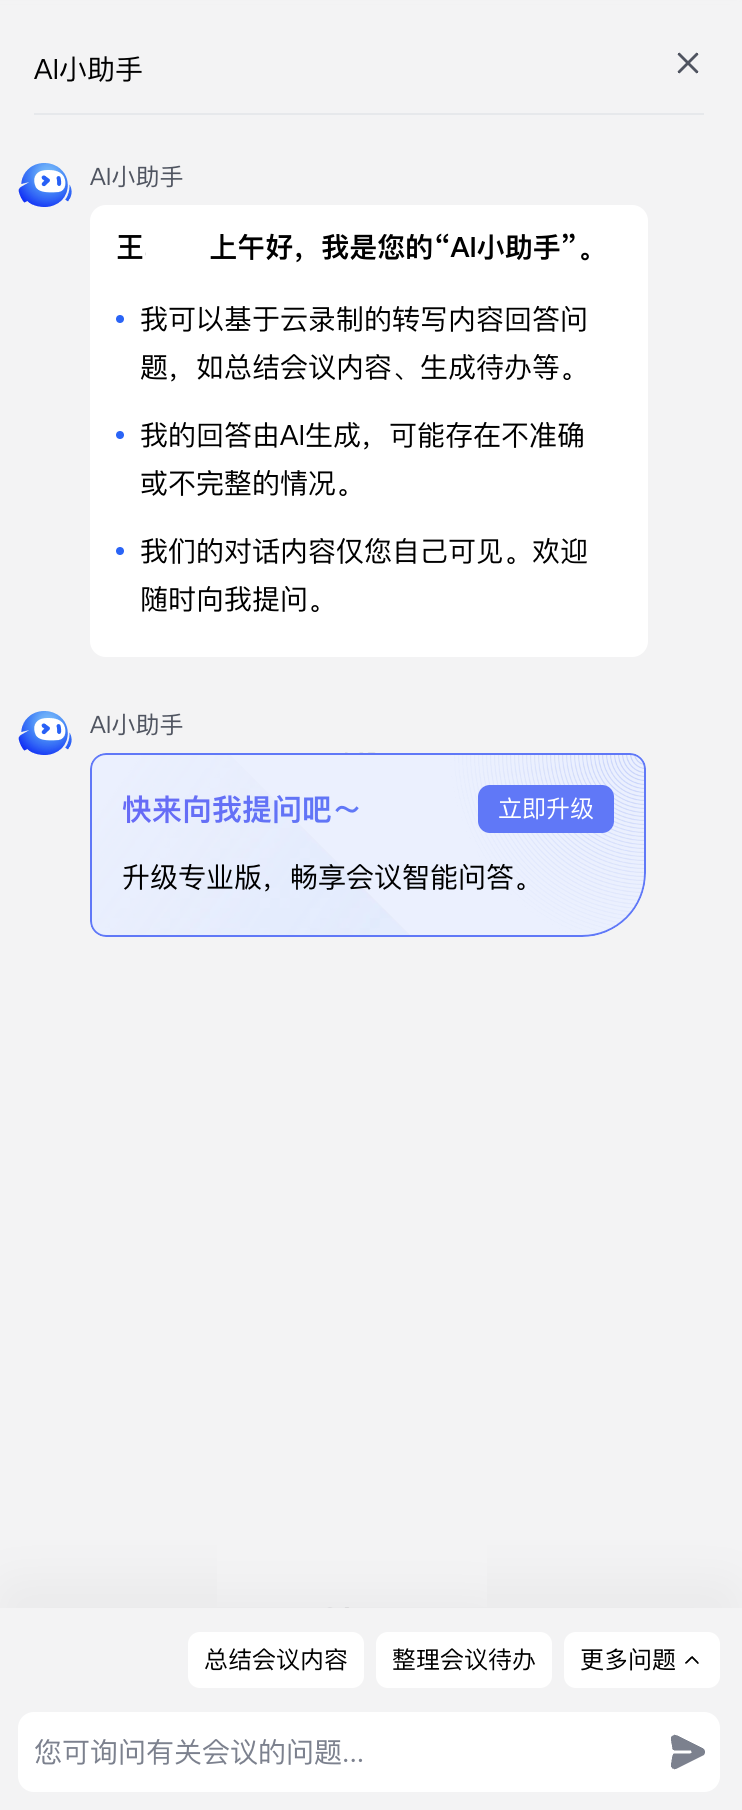 AI小助手
AI小助手
王 上午好，我是您的“AI小助手”。
我可以基于云录制的转写内容回答问
题，如总结会议内容、生成待办等。
我的回答由AI生成，可能存在不准确
或不完整的情况。
我们的对话内容仅您自己可见。欢迎
随时向我提问。
AI小助手
快来向我提问吧～
立即升级
升级专业版，畅享会议智能问答。
总结会议内容
整理会议待办
更多问题
您可询问有关会议的问题...